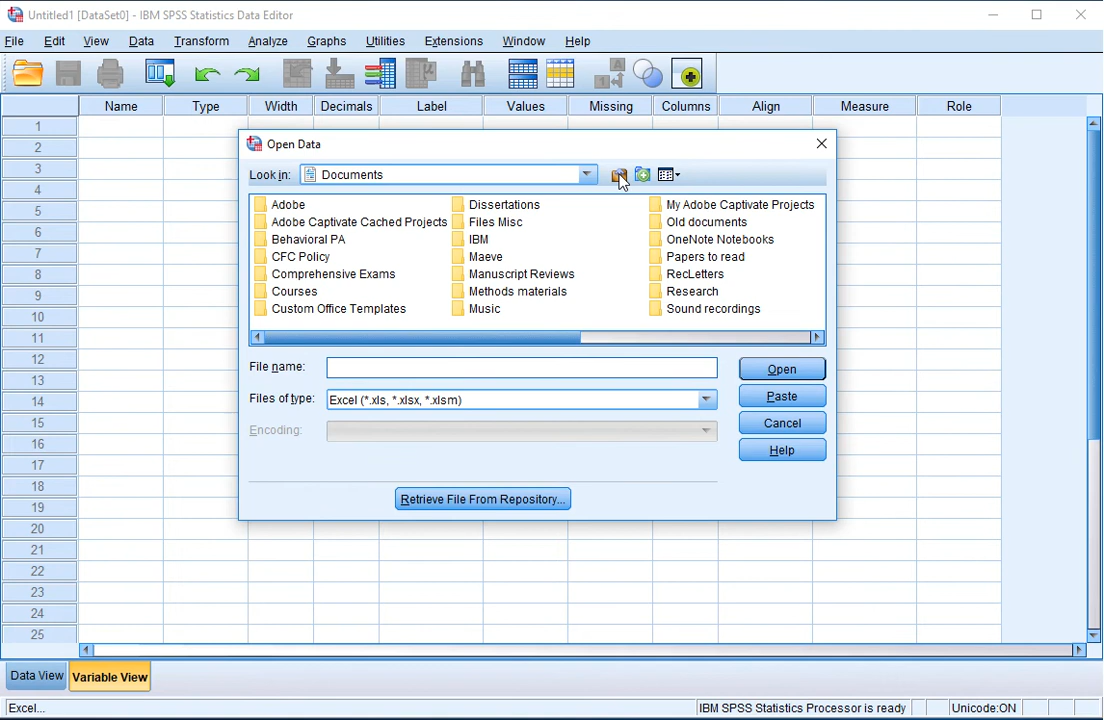 Untitled1 [DataSet0] - IBM SPSS Statistics Data Editor
File Edit View Data Transform Analyze Graphs Utilities Extensions Window Help
Name Type Width Decimals Label Values Missing Columns Align Measure Role
1
2
3
4
5
6
7
8
9
10
11
12
13
14
15
16
17
18
19
20
21
22
23
24
25
Open Data
Look in: Documents
Adobe Dissertations My Adobe Captivate Projects
Adobe Captivate Cached Projects Files Misc Old documents
Behavioral PA IBM OneNote Notebooks
CFC Policy Maeve Papers to read
Comprehensive Exams Manuscript Reviews RecLetters
Courses Methods materials Research
Custom Office Templates Music Sound recordings
File name: Open
Files of type: Excel (*.xls, *.xlsx, *.xlsm) Paste
Encoding: Cancel
Help
Retrieve File From Repository...
Data View Variable View
Excel... IBM SPSS Statistics Processor is ready Unicode:ON